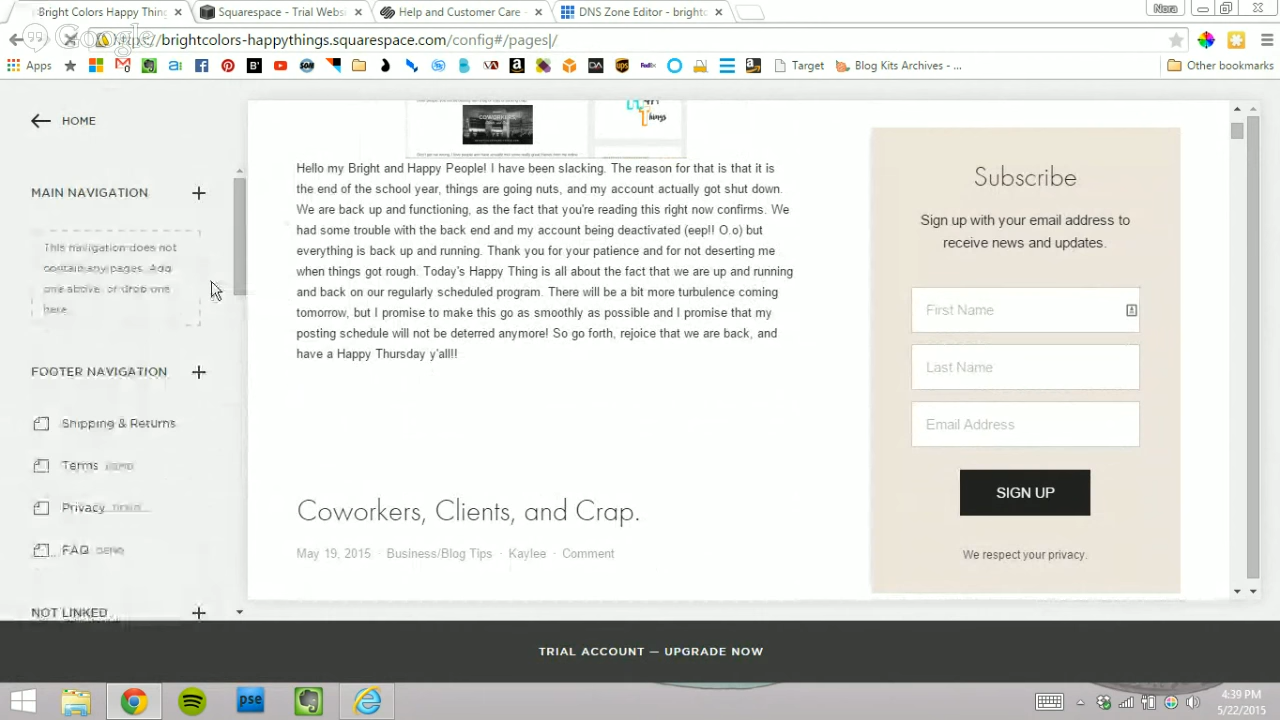 Bright Colors Happy Thin
Squarespace - Trial Websi
Help and Customer Care -
DNS Zone Editor - brightc
Nora
Google
brightcolors-happythings.squarespace.com/config#/pages|/
Apps
Target
Blog Kits Archives - ...
Other bookmarks
HOME
MAIN NAVIGATION
This navigation does not
contain any pages. Add
one above, or drop one
here.
FOOTER NAVIGATION
Shipping & Returns
Terms DEMO
Privacy
FAQ DEMO
NOT LINKED
Things
Hello my Bright and Happy People! I have been slacking. The reason for that is that it is
the end of the school year, things are going nuts, and my account actually got shut down.
We are back up and functioning, as the fact that you're reading this right now confirms. We
had some trouble with the back end and my account being deactivated (eep!! O.o) but
everything is back up and running. Thank you for your patience and for not deserting me
when things got rough. Today's Happy Thing is all about the fact that we are up and running
and back on our regularly scheduled program. There will be a bit more turbulence coming
tomorrow, but I promise to make this go as smoothly as possible and I promise that my
posting schedule will not be deterred anymore! So go forth, rejoice that we are back, and
have a Happy Thursday y'all!!
Coworkers, Clients, and Crap.
May 19, 2015 · Business/Blog Tips · Kaylee · Comment
Subscribe
Sign up with your email address to
receive news and updates.
First Name
Last Name
Email Address
SIGN UP
We respect your privacy.
TRIAL ACCOUNT — UPGRADE NOW
pse
4:39 PM
5/22/2015